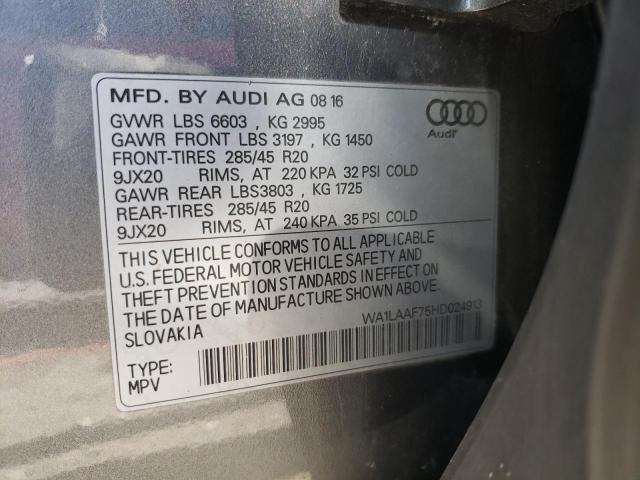 MFD. BY AUDI AG 08 16
GVWR LBS 6603 , KG 2995
GAWR FRONT LBS 3197 , KG 1450
FRONT-TIRES 285/45 R20
9JX20 RIMS, AT 220 KPA 32 PSI COLD
GAWR REAR LBS3803 , KG 1725
REAR-TIRES 285/45 R20
9JX20 RIMS, AT 240 KPA 35 PSI COLD
Audi
THIS VEHICLE CONFORMS TO ALL APPLICABLE
U.S. FEDERAL MOTOR VEHICLE SAFETY AND
THEFT PREVENTION STANDARDS IN EFFECT ON
THE DATE OF MANUFACTURE SHOWN ABOVE.
SLOVAKIA
WA1LAAF75HD024913
TYPE:
MPV